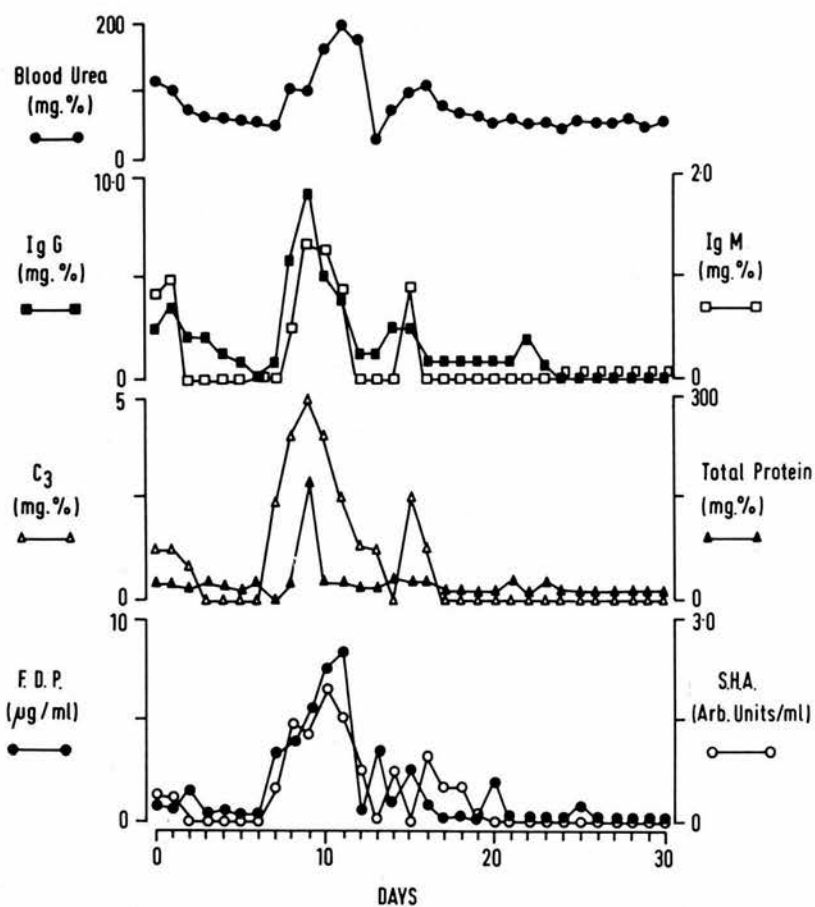 200
Blood Urea
(mg.%)
0
10·0
2·0
Ig G
(mg.%)
Ig M
(mg.%)
0
0
5
300
C3
(mg.%)
Total Protein
(mg.%)
0
0
10
3·0
F. D. P.
(µg/ml)
S.H.A.
(Arb. Units/ml)
0
0
0
10
20
30
DAYS